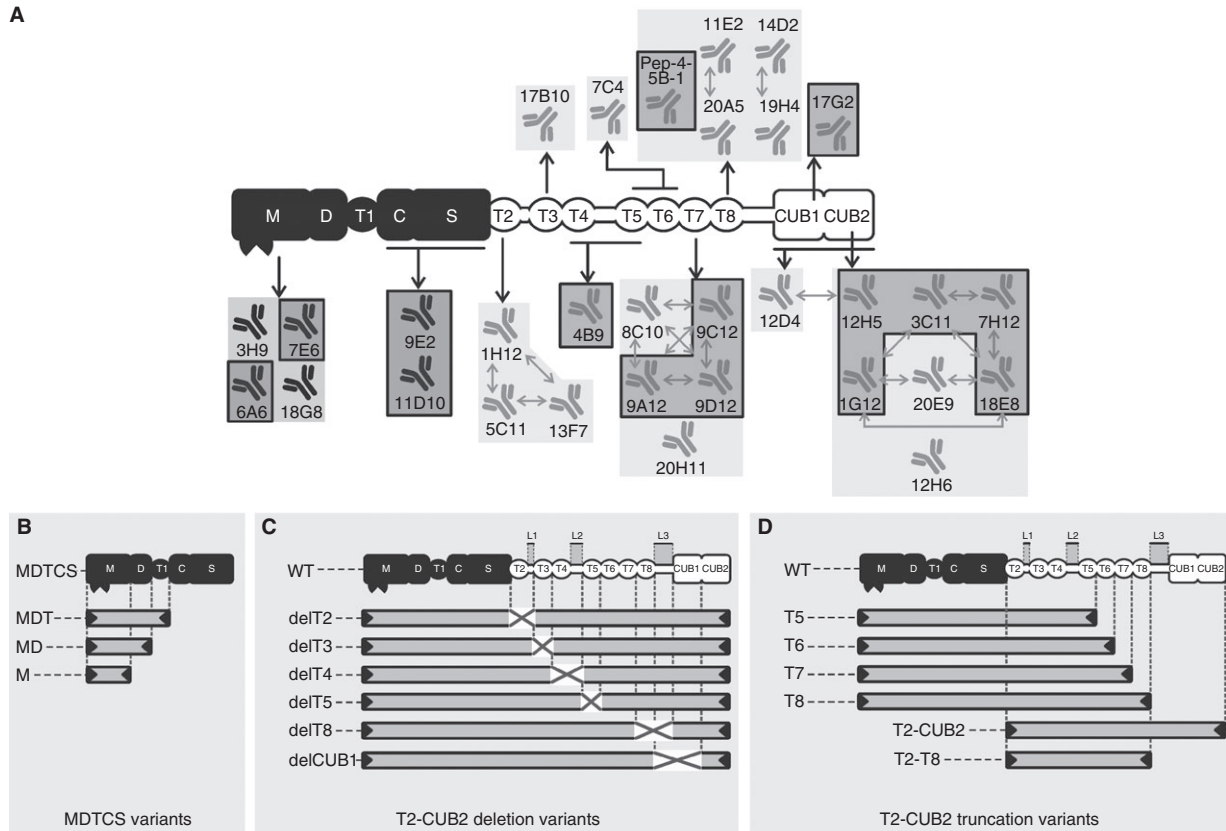 A
11E2
14D2
Pep-4-
5B-1
7C4
17B10
20A5
19H4
17G2
M D T1 C S T2 T3 T4 T5 T6 T7 T8 CUB1 CUB2
3H9 7E6
6A6 18G8
9E2
11D10
1H12
5C11
13F7
4B9
8C10 9C12
9A12 9D12
20H11
12D4
12H5 3C11 7H12
1G12 20E9 18E8
12H6
B
MDTCS
M D T1 C S
MDT
MD
M
MDTCS variants
C
L1 L2 L3
WT
M D T1 C S T2 T3 T4 T5 T6 T7 T8 CUB1 CUB2
delT2
delT3
delT4
delT5
delT8
delCUB1
T2-CUB2 deletion variants
D
L1 L2 L3
WT
M D T1 C S T2 T3 T4 T5 T6 T7 T8 CUB1 CUB2
T5
T6
T7
T8
T2-CUB2
T2-T8
T2-CUB2 truncation variants